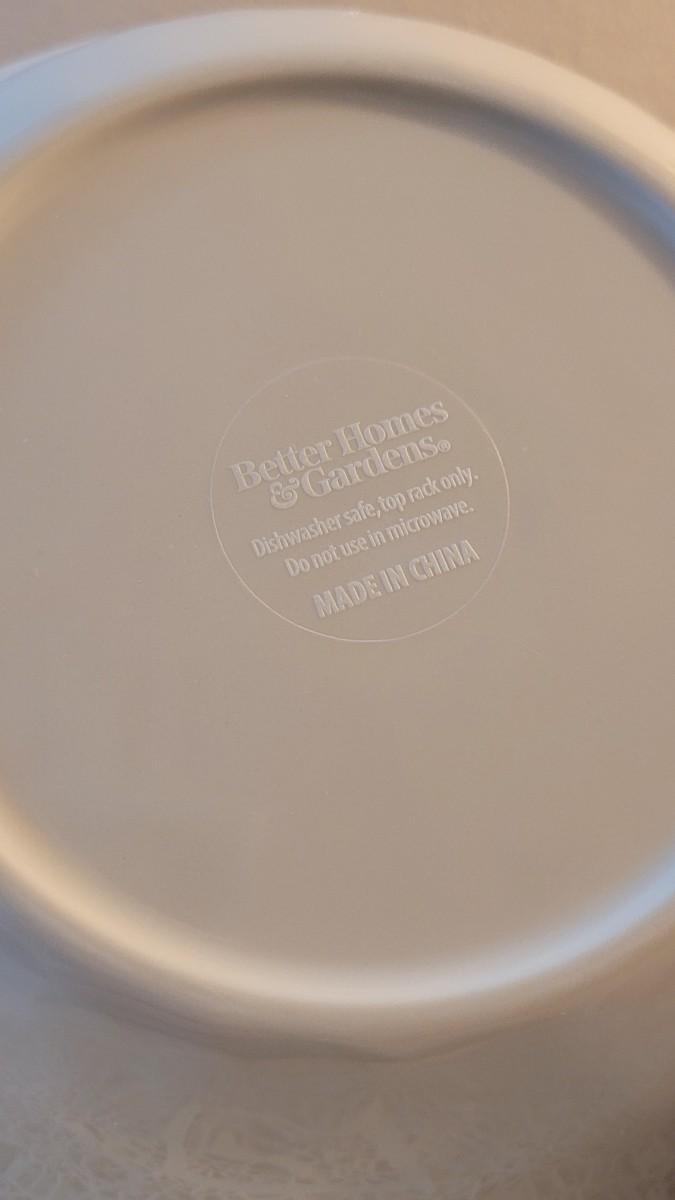 Better Homes
&Gardens®
Dishwasher safe, top rack only.
Do not use in microwave.
MADE IN CHINA